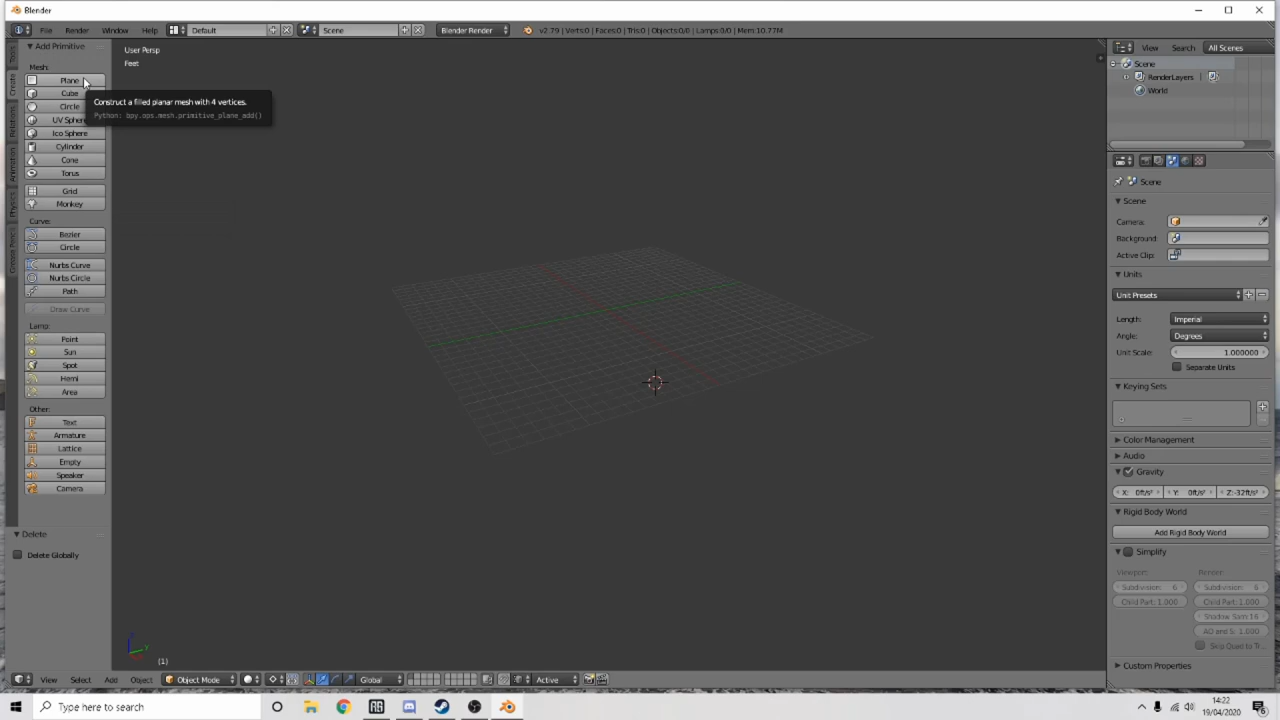 Blender
File Render Window Help Default Scene Blender Render v2.79 | Verts:0 | Faces:0 | Tris:0 | Objects:0/0 | Lamps:0/0 | Mem:10.77M
View Search All Scenes
Scene
RenderLayers
World
Tools
Create
Relations
Animation
Physics
Grease Pencil
Add Primitive
Mesh:
Plane
Cube
Circle
UV Sphere
Ico Sphere
Cylinder
Cone
Torus
Grid
Monkey
Curve:
Bezier
Circle
Nurbs Curve
Nurbs Circle
Path
Draw Curve
Lamp:
Point
Sun
Spot
Hemi
Area
Other:
Text
Armature
Lattice
Empty
Speaker
Camera
Delete
Delete Globally
User Persp
Feet
Construct a filled planar mesh with 4 vertices.
Python: bpy.ops.mesh.primitive_plane_add()
(1)
View Select Add Object Object Mode Global Active
Scene
Scene
Camera:
Background:
Active Clip:
Units
Unit Presets
Length: Imperial
Angle: Degrees
Unit Scale: 1.000000
Separate Units
Keying Sets
Color Management
Audio
Gravity
X: 0ft/s² Y: 0ft/s² Z:-32ft/s²
Rigid Body World
Add Rigid Body World
Simplify
Viewport: Render:
Subdivision: 6 Subdivision: 6
Child Part: 1.000 Child Part: 1.000
Shadow Sam:16
AO and S: 1.000
Skip Quad to Tr...
Custom Properties
Type here to search
14:22
19/04/2020
6